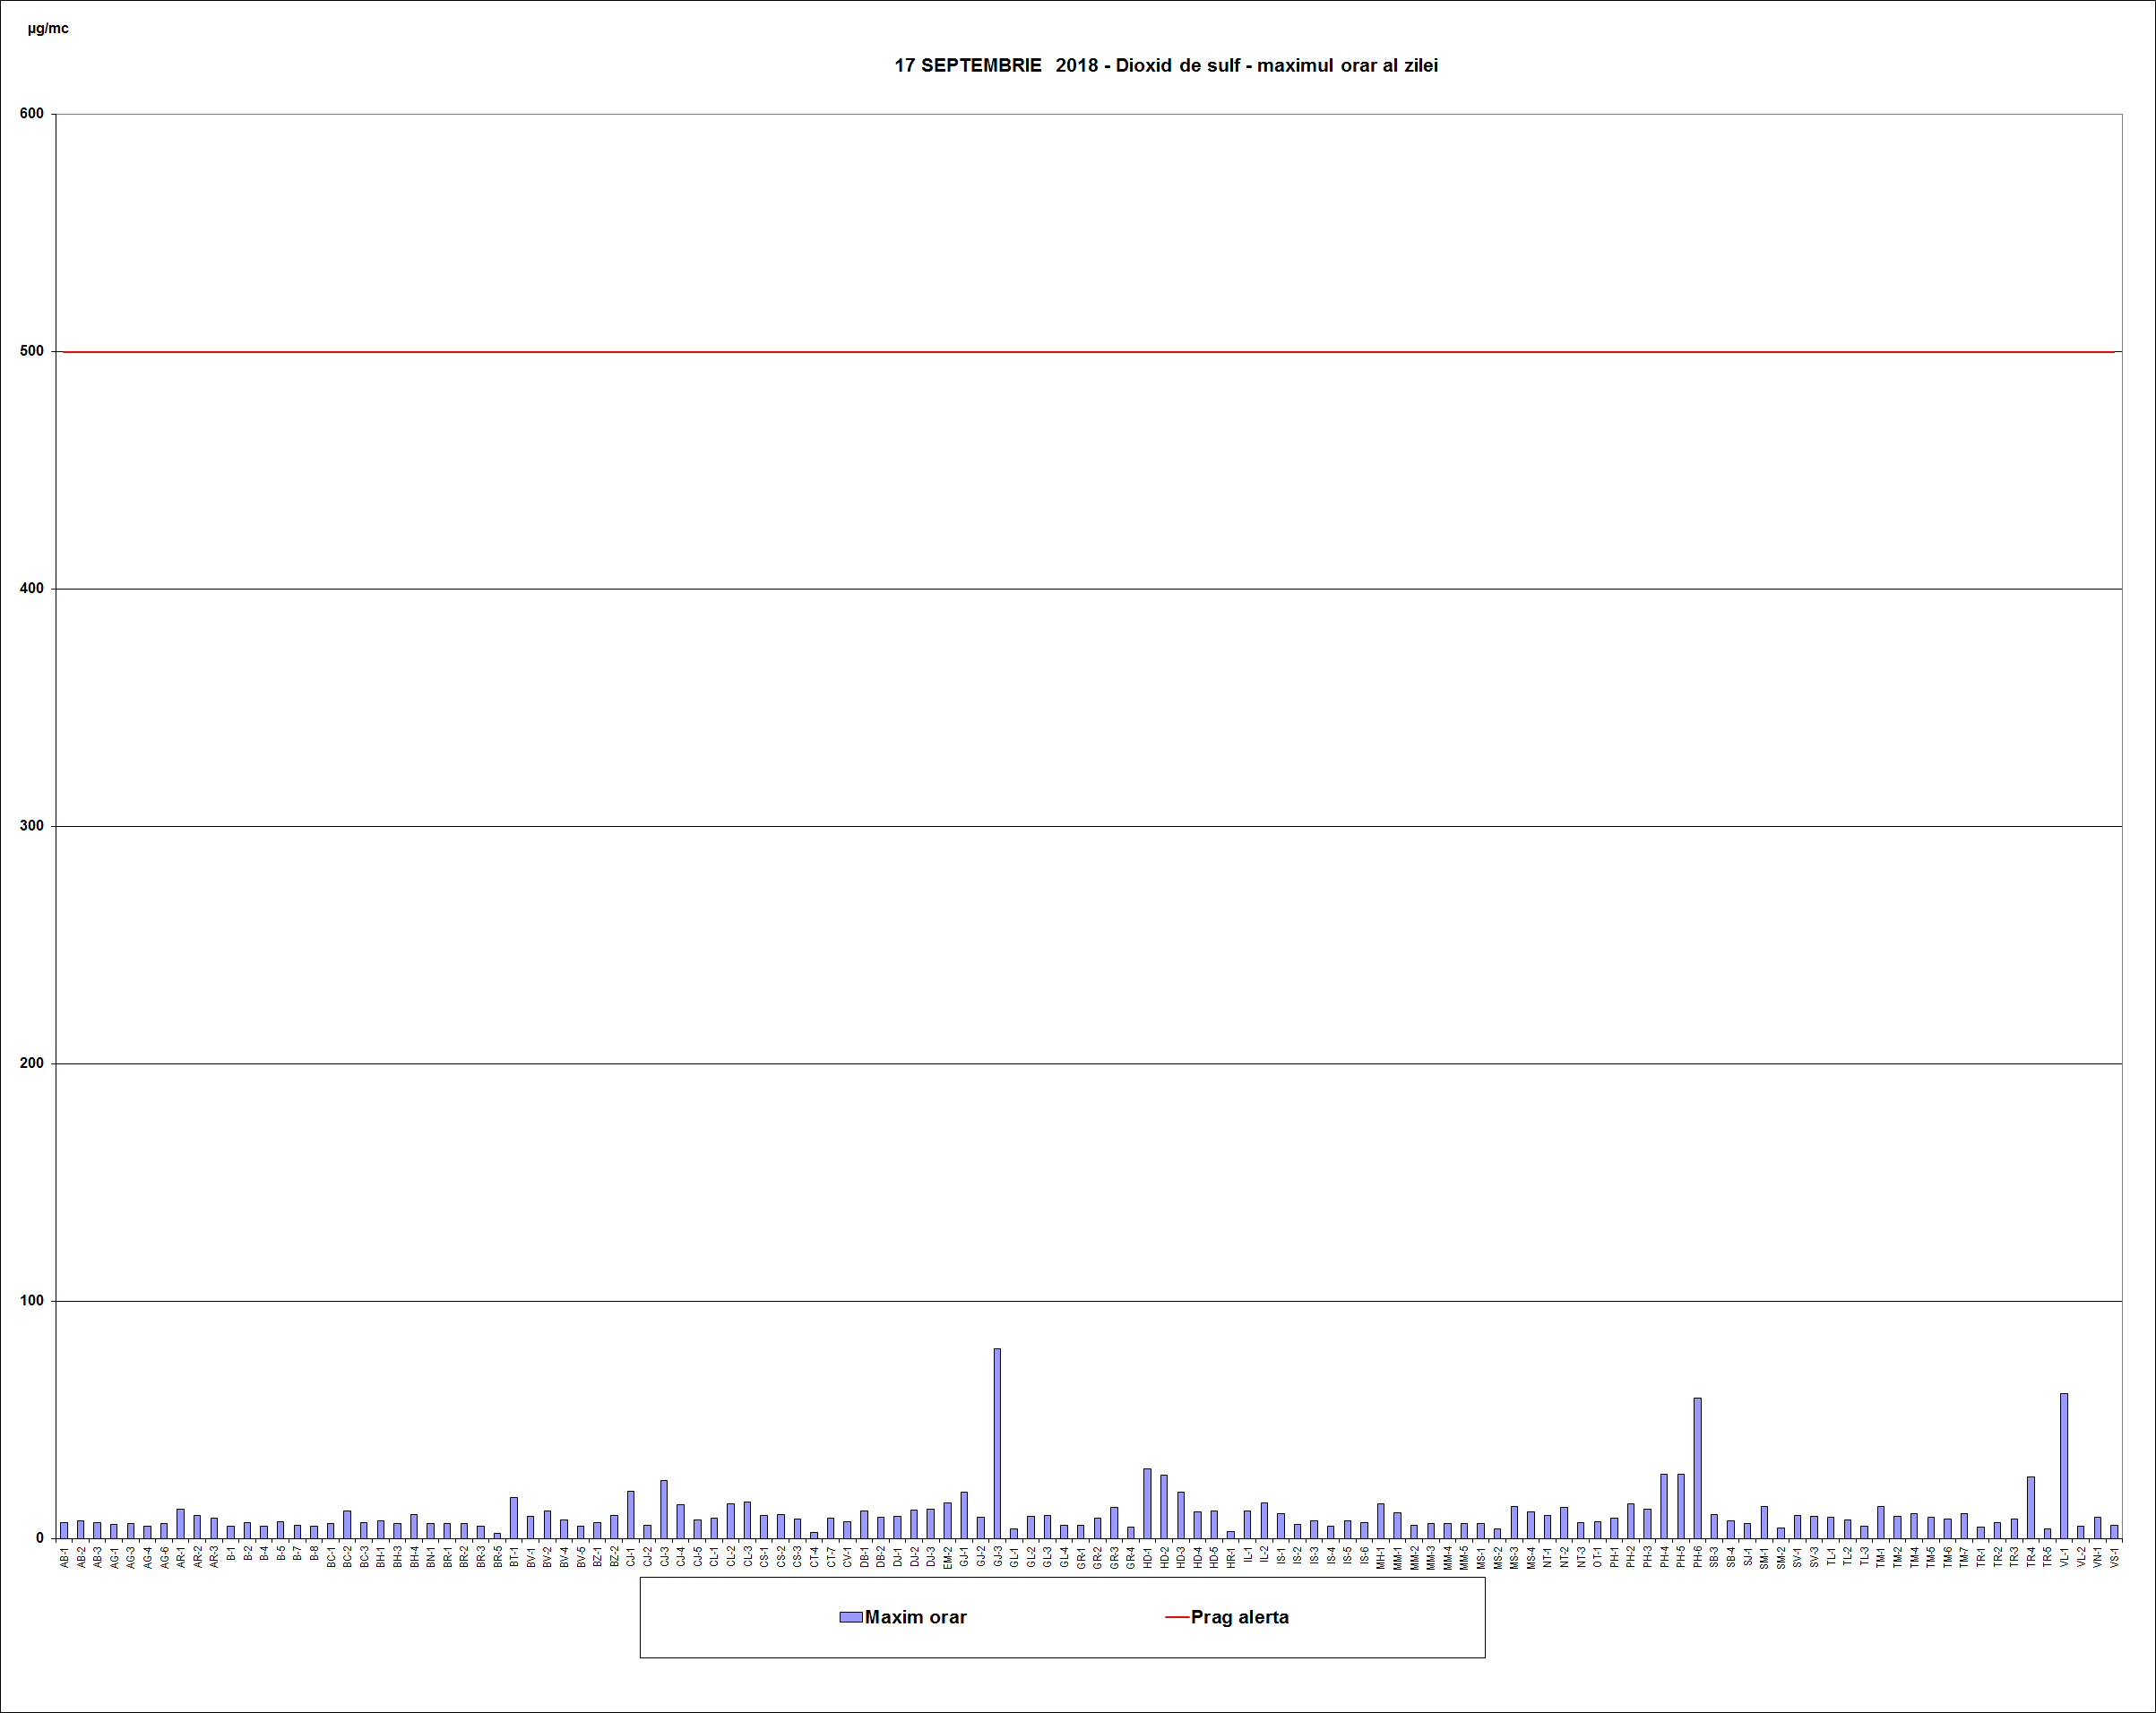 µg/mc
17 SEPTEMBRIE 2018 - Dioxid de sulf - maximul orar al zilei
600
500
400
300
200
100
0
AB-1 AB-2 AB-3 AG-1 AG-3 AG-4 AG-6 AR-1 AR-2 AR-3 B-1 B-2 B-4 B-5 B-7 B-8 BC-1 BC-2 BC-3 BH-1 BH-3 BH-4 BN-1 BR-1 BR-2 BR-3 BR-5 BT-1 BV-1 BV-2 BV-4 BV-5 BZ-1 BZ-2 CJ-1 CJ-2 CJ-3 CJ-4 CJ-5 CL-1 CL-2 CL-3 CS-1 CS-2 CS-3 CT-4 CT-7 CV-1 DB-1 DB-2 DJ-1 DJ-2 DJ-3 EM-2 GJ-1 GJ-2 GJ-3 GL-1 GL-2 GL-3 GL-4 GR-1 GR-2 GR-3 GR-4 HD-1 HD-2 HD-3 HD-4 HD-5 HR-1 IL-1 IL-2 IS-1 IS-2 IS-3 IS-4 IS-5 IS-6 MH-1 MM-1 MM-2 MM-3 MM-4 MM-5 MS-1 MS-2 MS-3 MS-4 NT-1 NT-2 NT-3 OT-1 PH-1 PH-2 PH-3 PH-4 PH-5 PH-6 SB-3 SB-4 SJ-1 SM-1 SM-2 SV-1 SV-3 TL-1 TL-2 TL-3 TM-1 TM-2 TM-4 TM-5 TM-6 TM-7 TR-1 TR-2 TR-3 TR-4 TR-5 VL-1 VL-2 VN-1 VS-1
Maxim orar Prag alerta